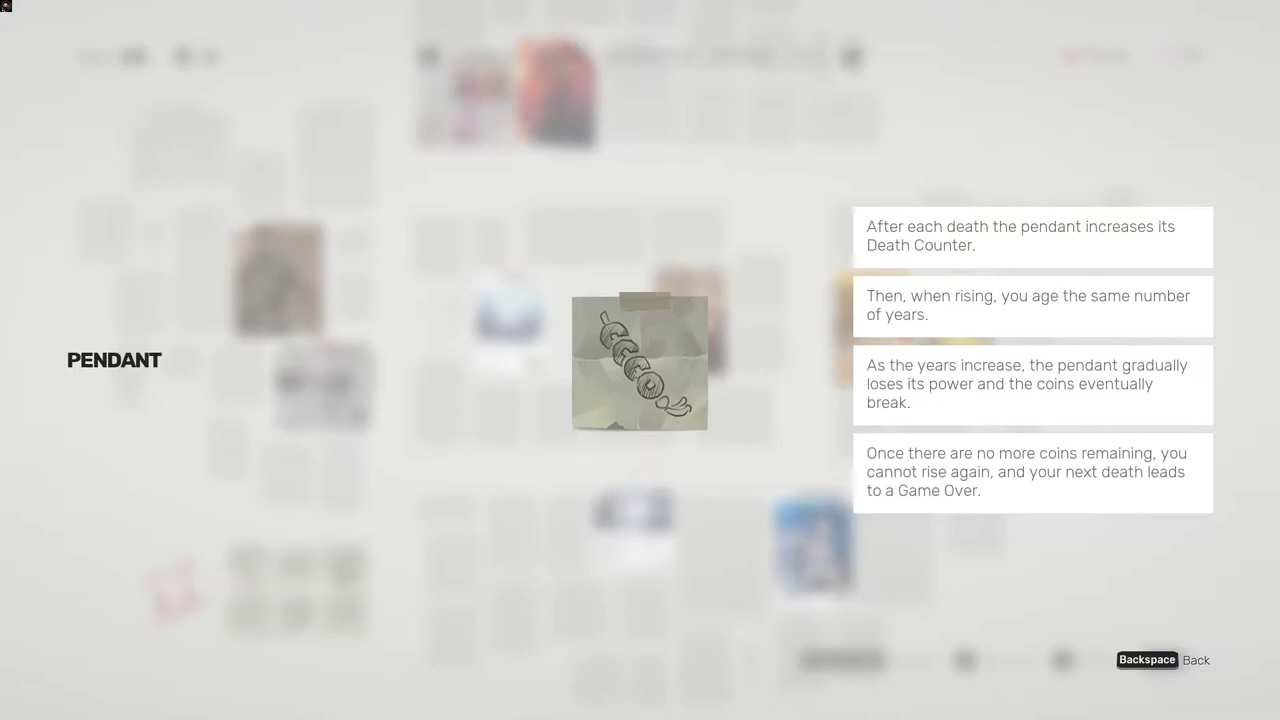 PENDANT
After each death the pendant increases its
Death Counter.
Then, when rising, you age the same number
of years.
As the years increase, the pendant gradually
loses its power and the coins eventually
break.
Once there are no more coins remaining, you
cannot rise again, and your next death leads
to a Game Over.
Backspace Back